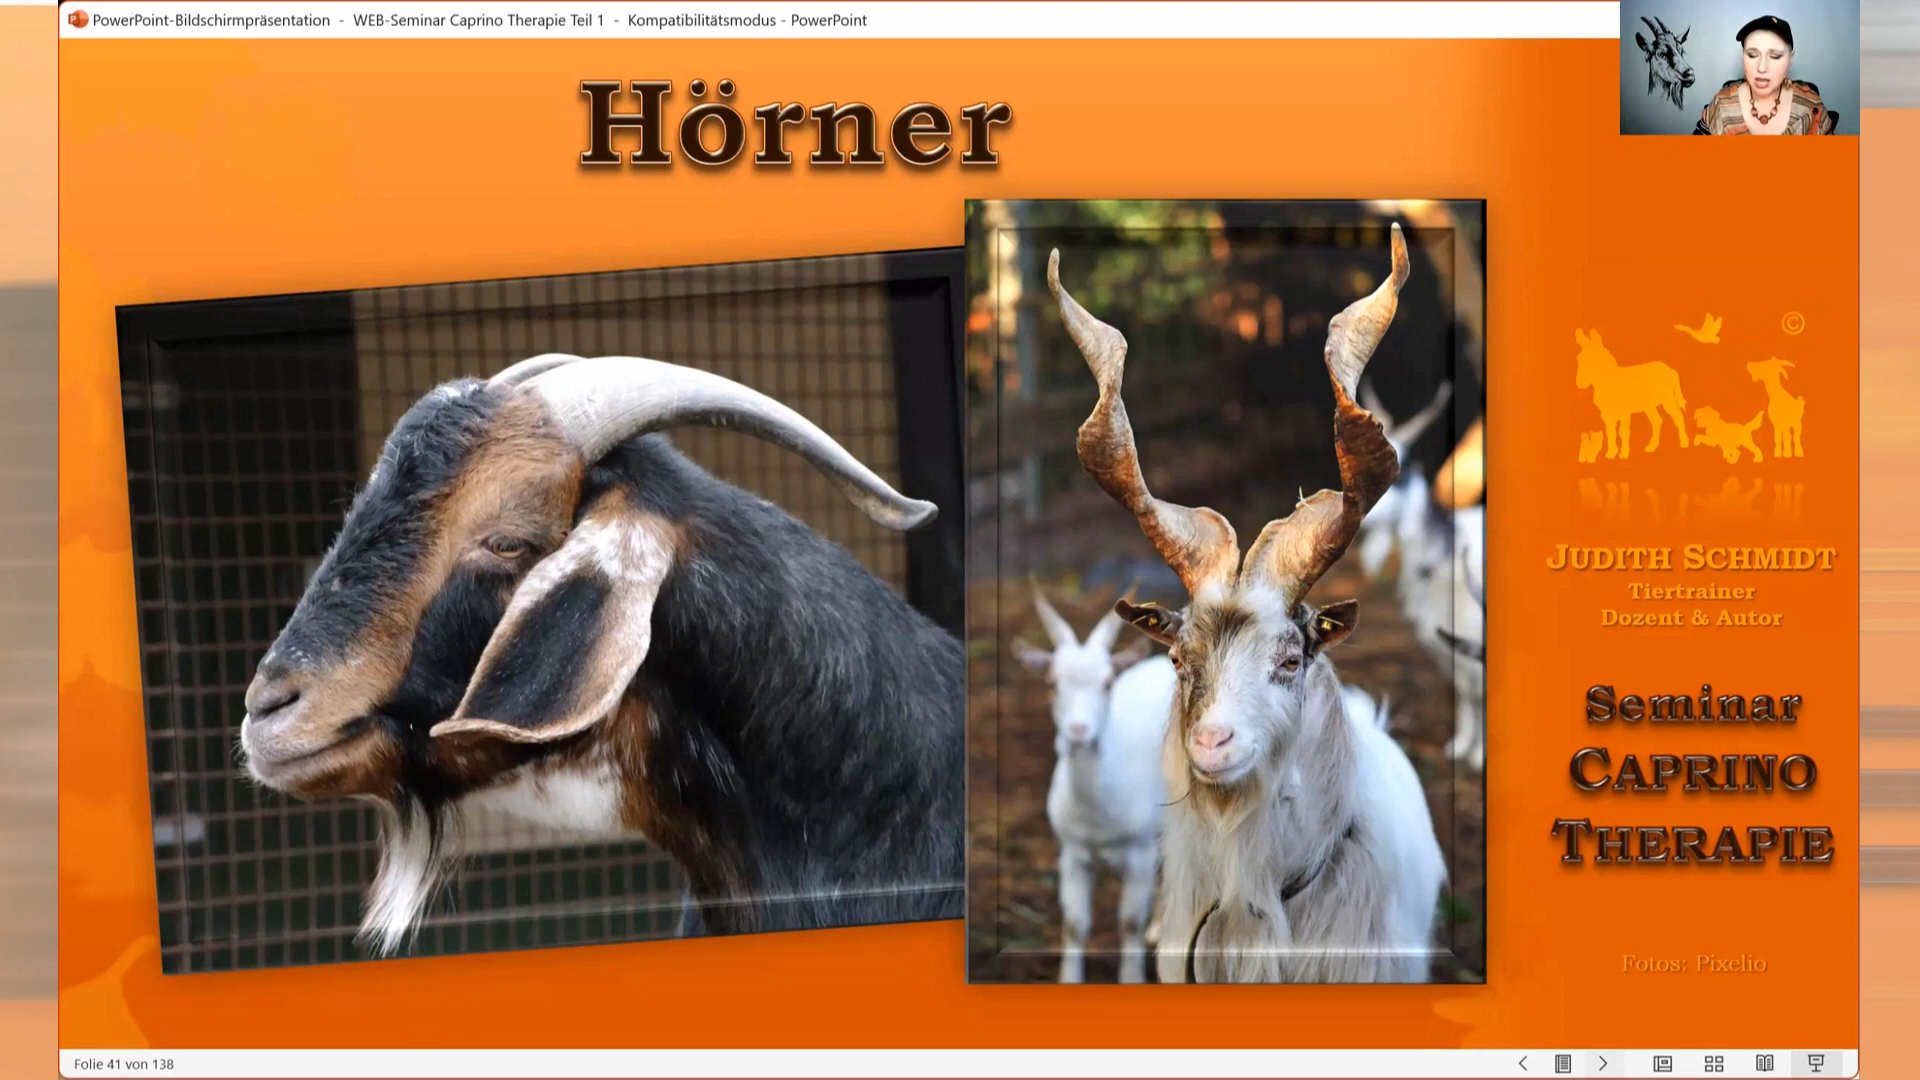 PowerPoint-Bildschirmpräsentation - WEB-Seminar Caprino Therapie Teil 1 - Kompatibilitätsmodus - PowerPoint
Hörner
©
JUDITH SCHMIDT
Tiertrainer
Dozent & Autor
Seminar
CAPRINO
THERAPIE
Fotos: Pixelio
Folie 41 von 138